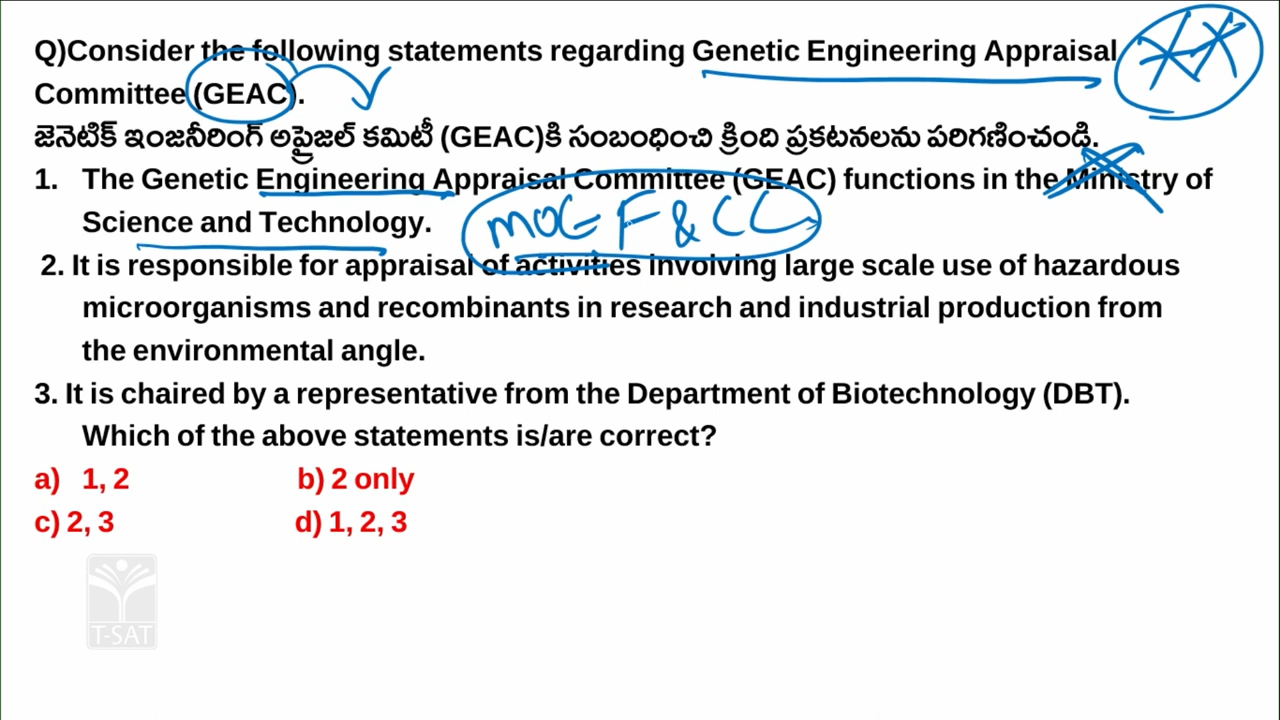 Q)Consider the following statements regarding Genetic Engineering Appraisal
Committee (GEAC).
జెనెటిక్ ఇంజనీరింగ్ అప్రైజల్ కమిటీ (GEAC)కి సంబంధించి క్రింది ప్రకటనలను పరిగణించండి.
1. The Genetic Engineering Appraisal Committee (GEAC) functions in the Ministry of
Science and Technology.
MOEF & CC
2. It is responsible for appraisal of activities involving large scale use of hazardous
microorganisms and recombinants in research and industrial production from
the environmental angle.
3. It is chaired by a representative from the Department of Biotechnology (DBT).
Which of the above statements is/are correct?
a) 1, 2 b) 2 only
c) 2, 3 d) 1, 2, 3
T-SAT